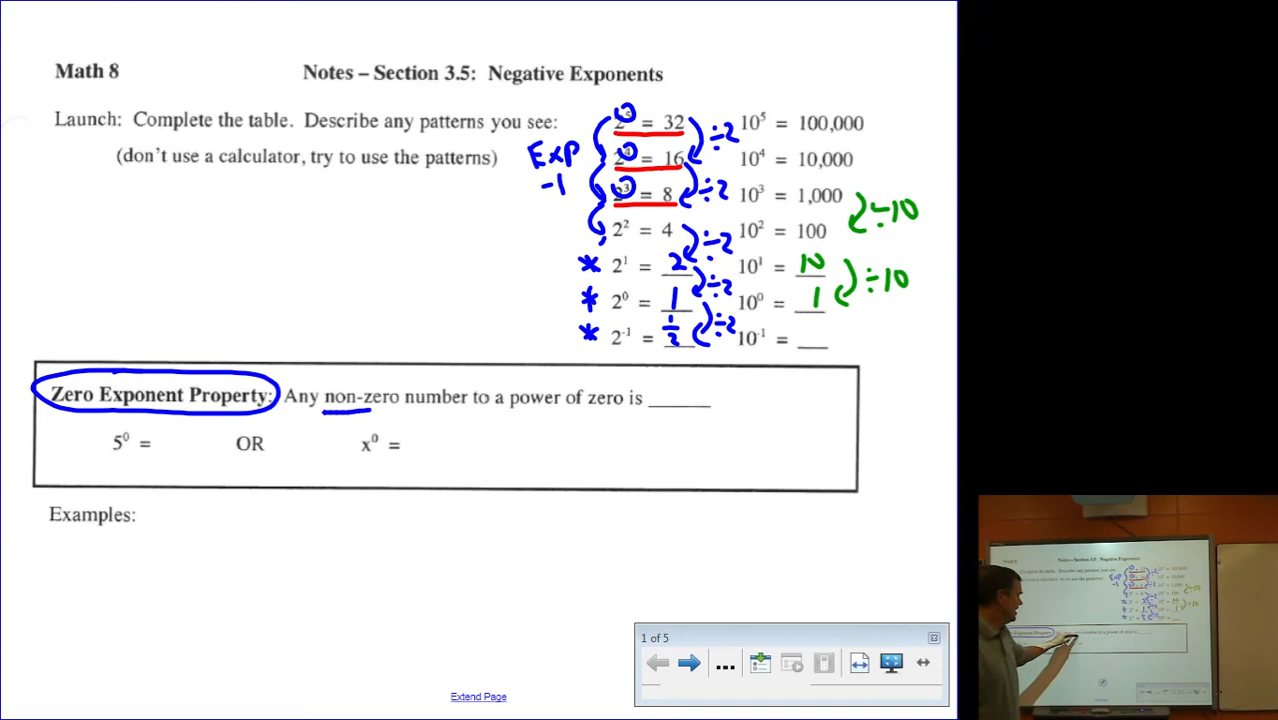 Math 8 Notes – Section 3.5: Negative Exponents
Launch: Complete the table. Describe any patterns you see:
(don't use a calculator, try to use the patterns)
Exp
-1
2⁵ = 32 ÷2 10⁵ = 100,000
2⁴ = 16 10⁴ = 10,000
2³ = 8 ÷2 10³ = 1,000
÷10
2² = 4 ÷2 10² = 100
* 2¹ = 2 10¹ = 10
÷2 ÷10
* 2⁰ = 1 10⁰ = 1
* 2⁻¹ = 1/2 ÷2 10⁻¹ = ___
Zero Exponent Property: Any non-zero number to a power of zero is ______
5⁰ = OR x⁰ =
Examples:
1 of 5
Extend Page